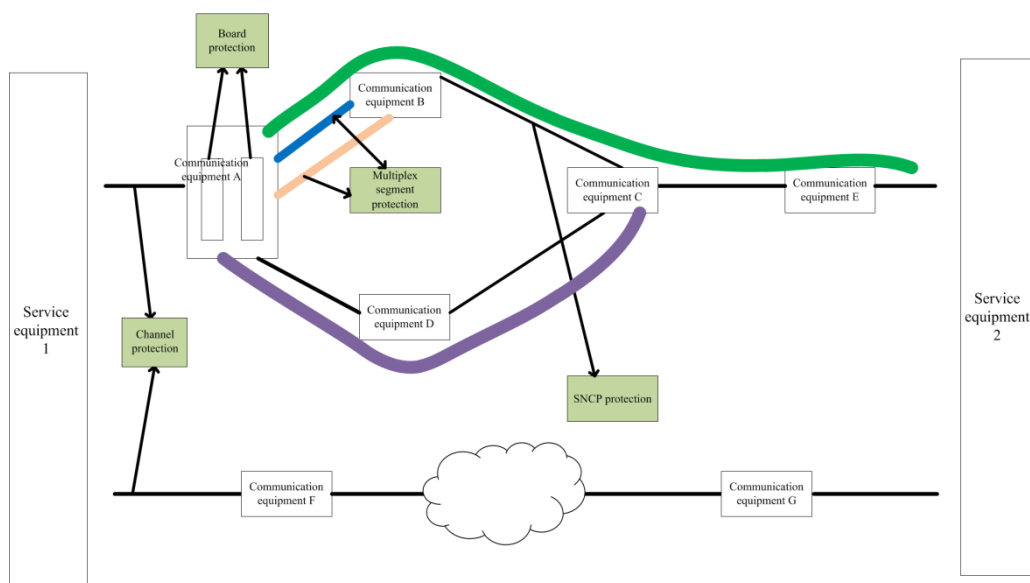 Board
protection
Communication
equipment B
Communication
equipment A
Multiplex
segment
protection
Communication
equipment C
Communication
equipment E
Service
equipment
1
Channel
protection
Communication
equipment D
Service
equipment
2
SNCP protection
Communication
equipment F
Communication
equipment G